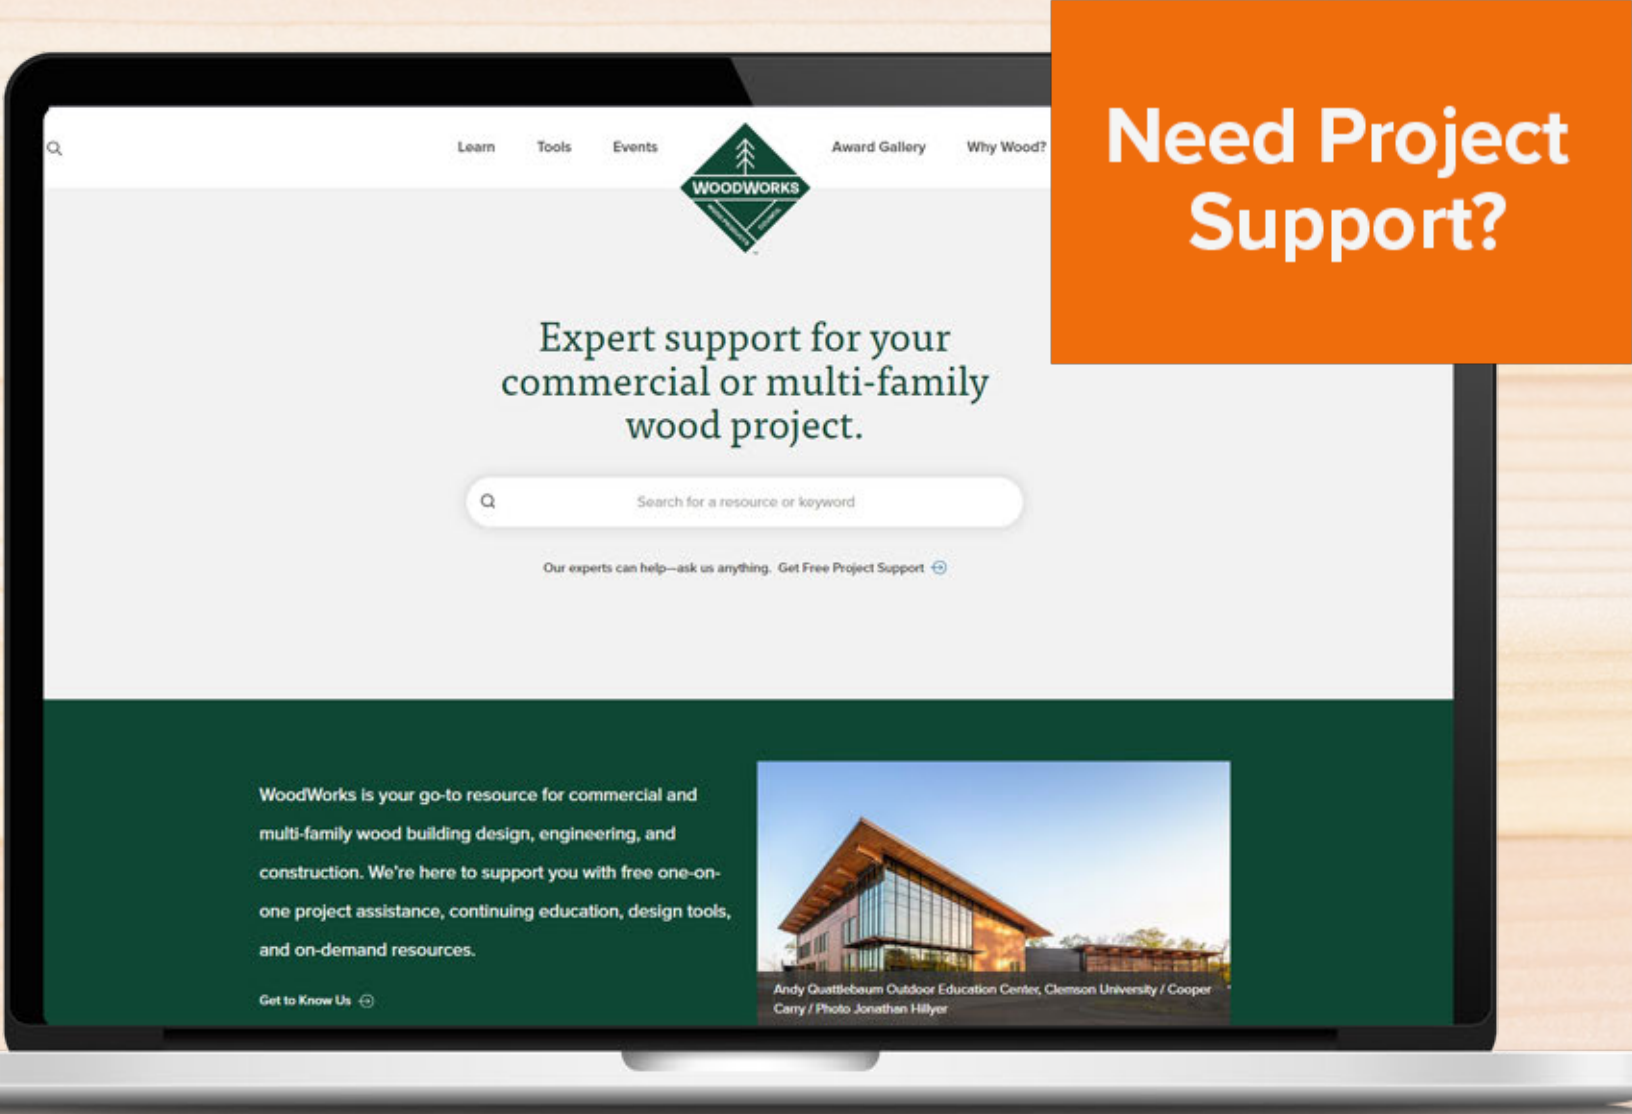 Need Project
Support?
Learn
Tools
Events
Award Gallery
Why Wood?
WOODWORKS
WOOD PRODUCTS
COUNCIL
Expert support for your
commercial or multi-family
wood project.
Search for a resource or keyword
Our experts can help—ask us anything. Get Free Project Support
WoodWorks is your go-to resource for commercial and
multi-family wood building design, engineering, and
construction. We're here to support you with free one-on-
one project assistance, continuing education, design tools,
and on-demand resources.
Get to Know Us
Andy Quattlebaum Outdoor Education Center, Clemson University / Cooper
Carry / Photo Jonathan Hillyer